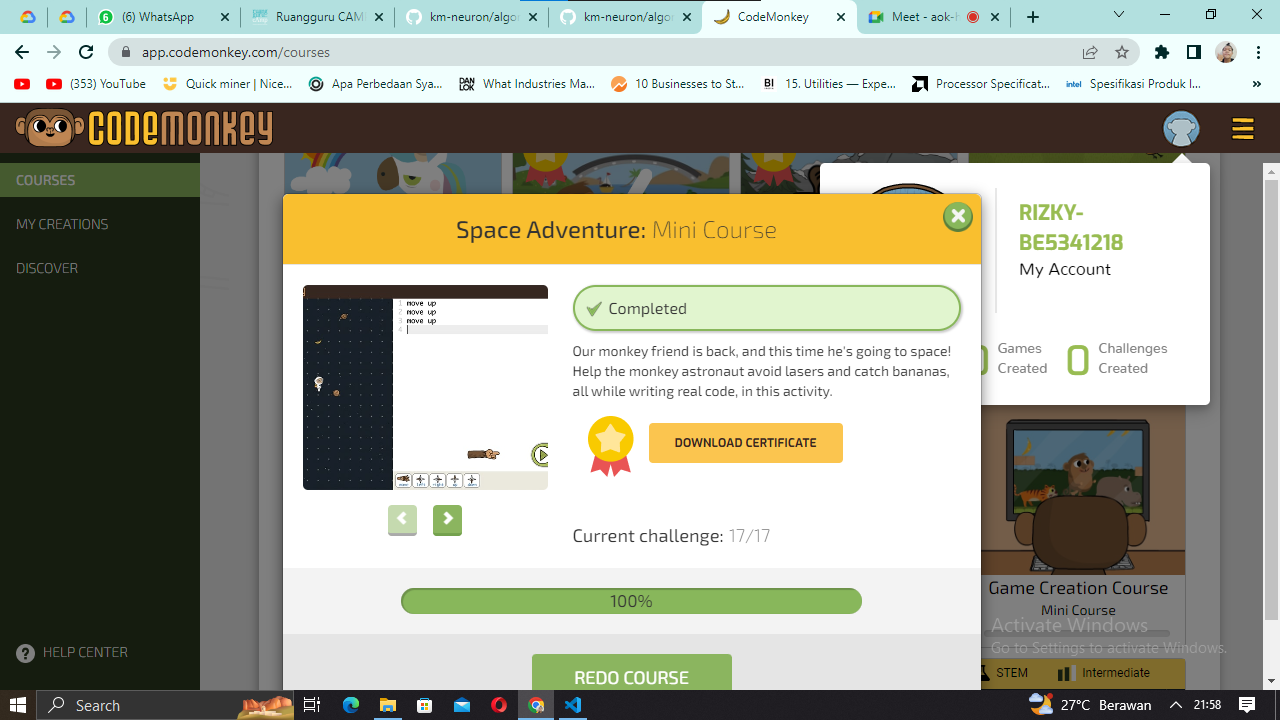 (6) WhatsApp
Ruangguru CAM
km-neuron/algor
km-neuron/algor
CodeMonkey
Meet - aok-h
app.codemonkey.com/courses
(353) YouTube
Quick miner | Nice...
Apa Perbedaan Sya...
DAN LOK
What Industries Ma...
10 Businesses to St...
BI
15. Utilities — Expe...
Processor Specificat...
intel
Spesifikasi Produk I...
»
CODEMONKEY
COURSES
MY CREATIONS
DISCOVER
HELP CENTER
RIZKY-
BE5341218
My Account
0 Games
Created
0 Challenges
Created
Space Adventure: Mini Course
1 move up
2 move up
3 move up
4
Completed
Our monkey friend is back, and this time he's going to space!
Help the monkey astronaut avoid lasers and catch bananas,
all while writing real code, in this activity.
DOWNLOAD CERTIFICATE
Current challenge: 17/17
100%
REDO COURSE
Game Creation Course
Mini Course
STEM
Intermediate
Activate Windows
Go to Settings to activate Windows.
Search
27°C Berawan
21:58